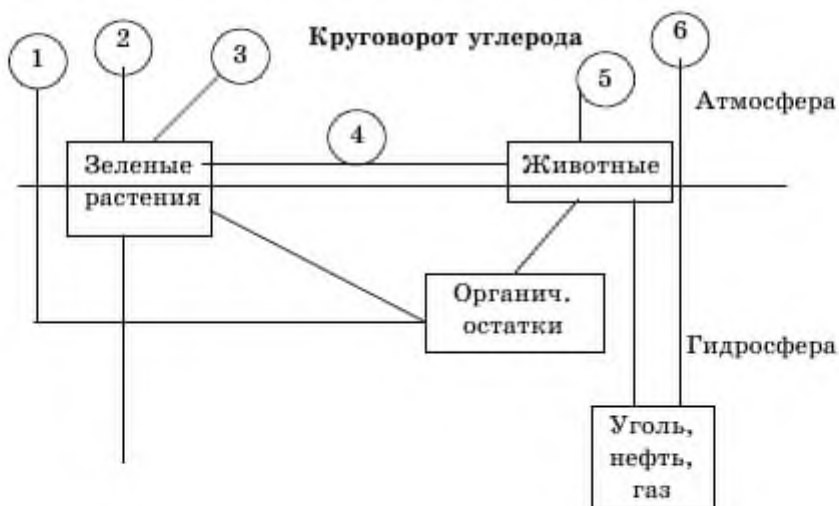 Круговорот углерода
1
2
3
4
5
6
Атмосфера
Зеленые
растения
Животные
Органич.
остатки
Гидросфера
Уголь,
нефть,
газ